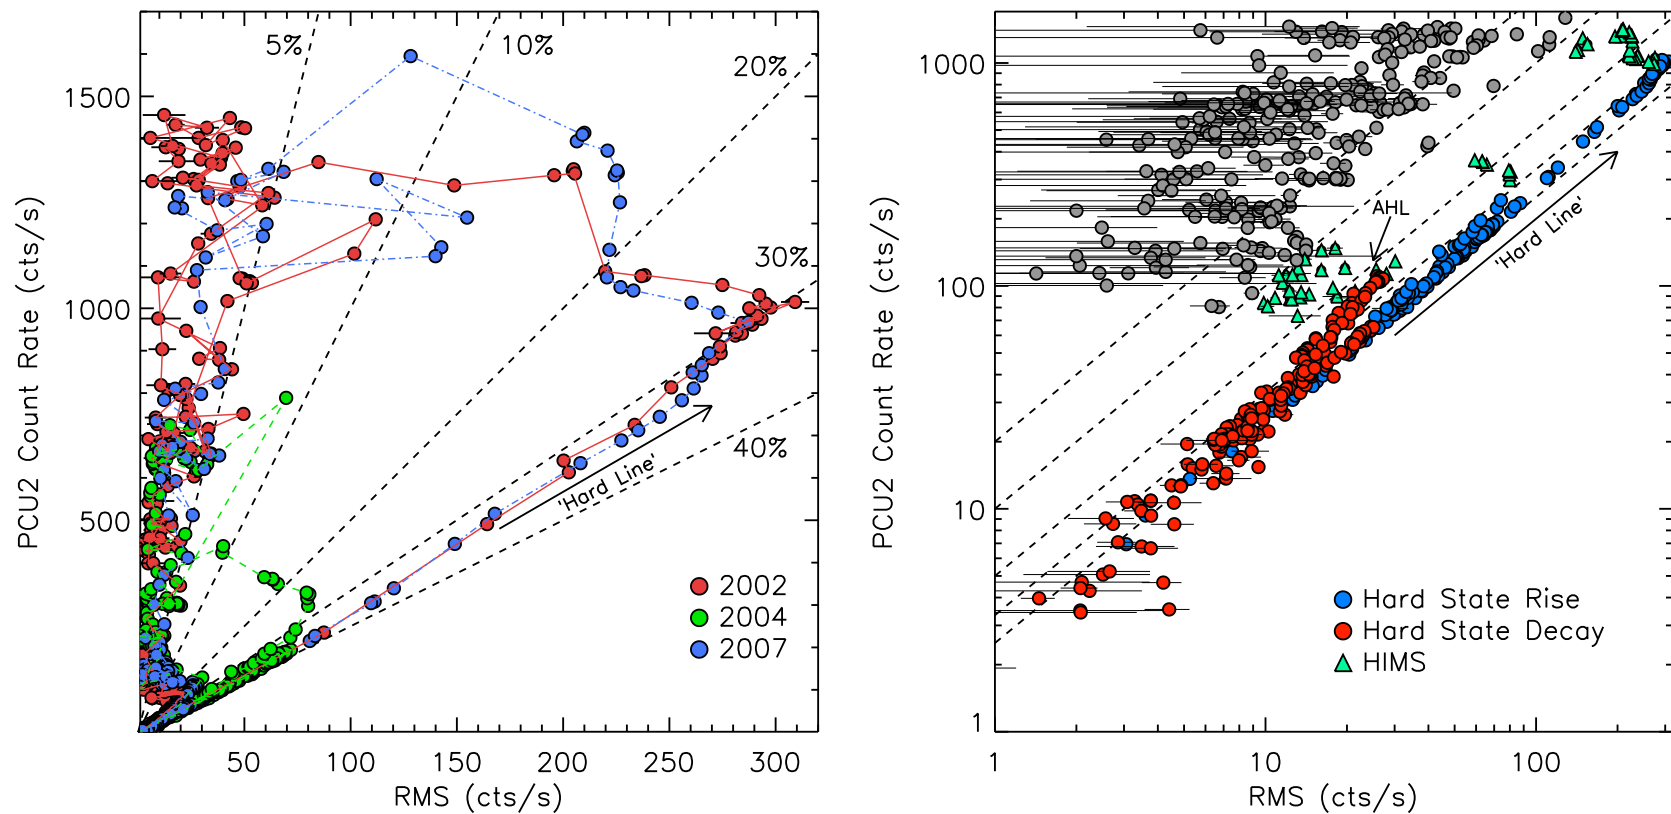 5%
10%
20%
30%
40%
1500
1000
500
PCU2 Count Rate (cts/s)
'Hard Line'
2002
2004
2007
50 100 150 200 250 300
RMS (cts/s)
1000
100
10
1
PCU2 Count Rate (cts/s)
AHL
'Hard Line'
Hard State Rise
Hard State Decay
HIMS
1 10 100
RMS (cts/s)